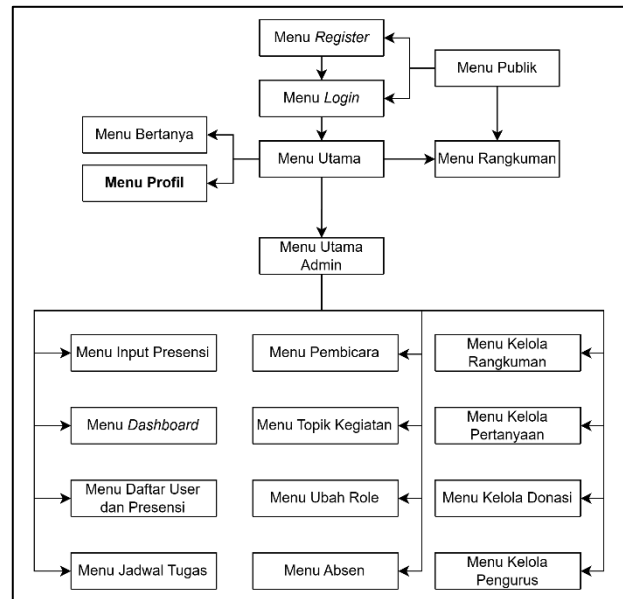 Menu Register
Menu Publik
Menu Login
Menu Bertanya
Menu Utama
Menu Rangkuman
Menu Profil
Menu Utama
Admin
Menu Input Presensi
Menu Pembicara
Menu Kelola
Rangkuman
Menu Dashboard
Menu Topik Kegiatan
Menu Kelola
Pertanyaan
Menu Daftar User
dan Presensi
Menu Ubah Role
Menu Kelola Donasi
Menu Jadwal Tugas
Menu Absen
Menu Kelola
Pengurus